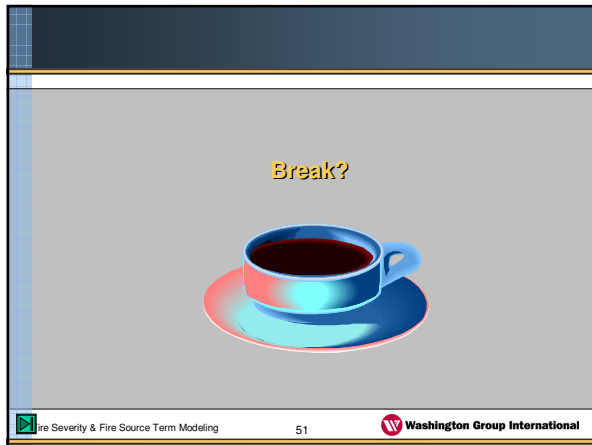 Break?
ire Severity & Fire Source Term Modeling
51
Washington Group International